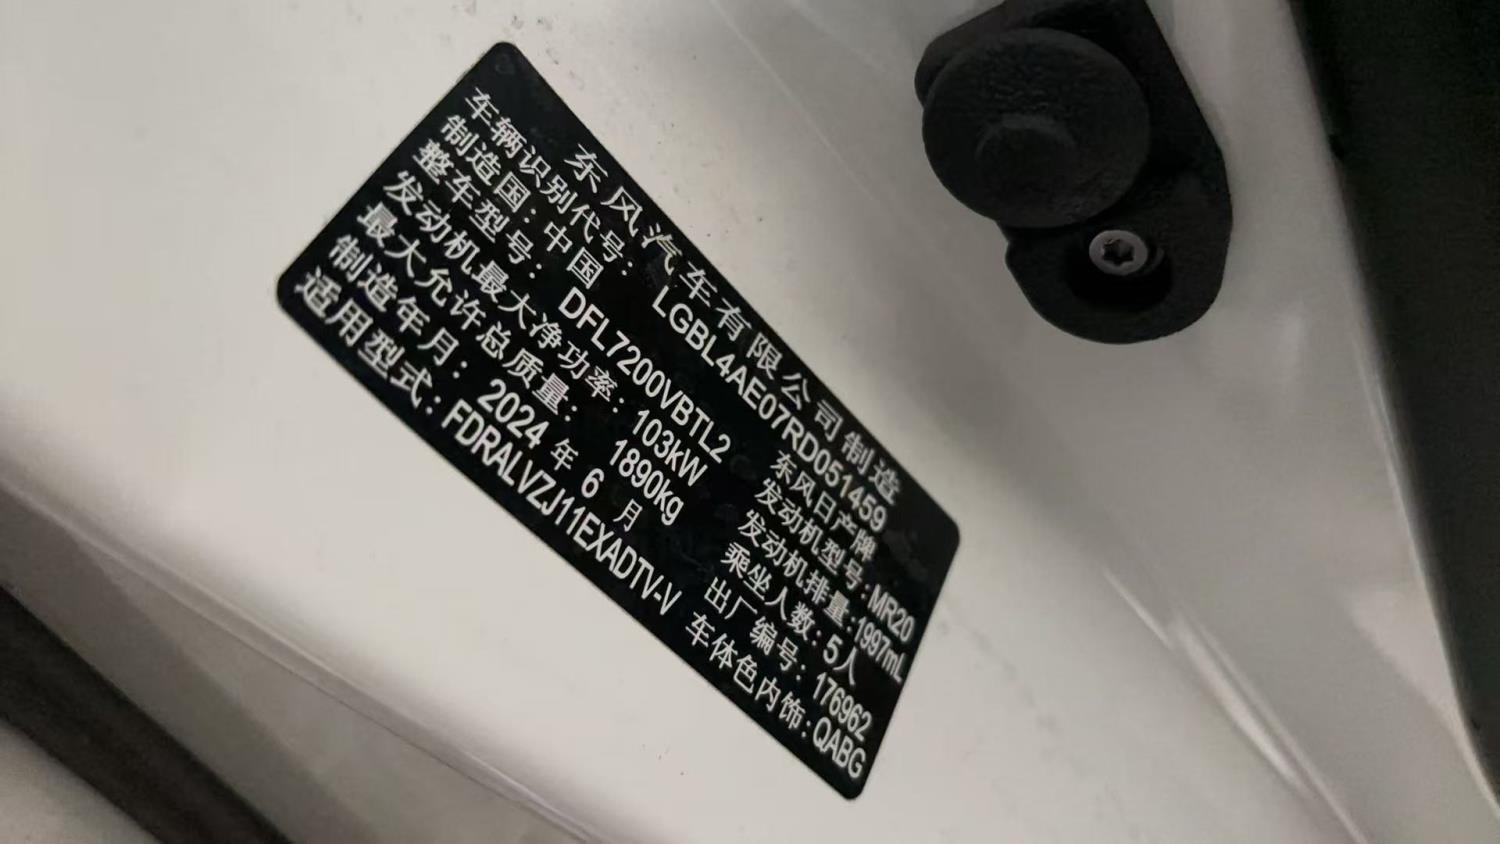 东风汽车有限公司制造
车辆识别代号：LGBL4AE07RD051459
制造国：中国 东风日产牌
整车型号：DFL7200VBTL2 发动机型号：MR20
发动机最大净功率：103kW 发动机排量：1997mL
最大允许总质量：1890kg 乘坐人数：5人
制造年月：2024年6月 出厂编号：176962
适用型式：FDRALVZJ11EXADTV-V 车体色内饰：QABG